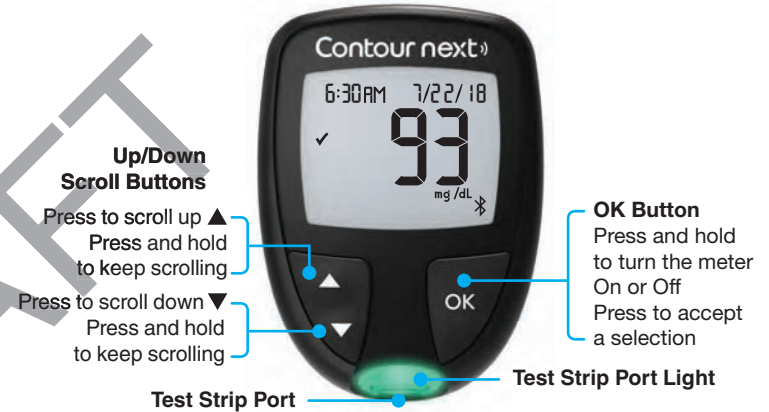 Contour next
6:30AM 7/22/18
✓ 93
mg/dL
Up/Down
Scroll Buttons
Press to scroll up ▲
Press and hold
to keep scrolling
Press to scroll down ▼
Press and hold
to keep scrolling
OK
OK Button
Press and hold
to turn the meter
On or Off
Press to accept
a selection
Test Strip Port Light
Test Strip Port